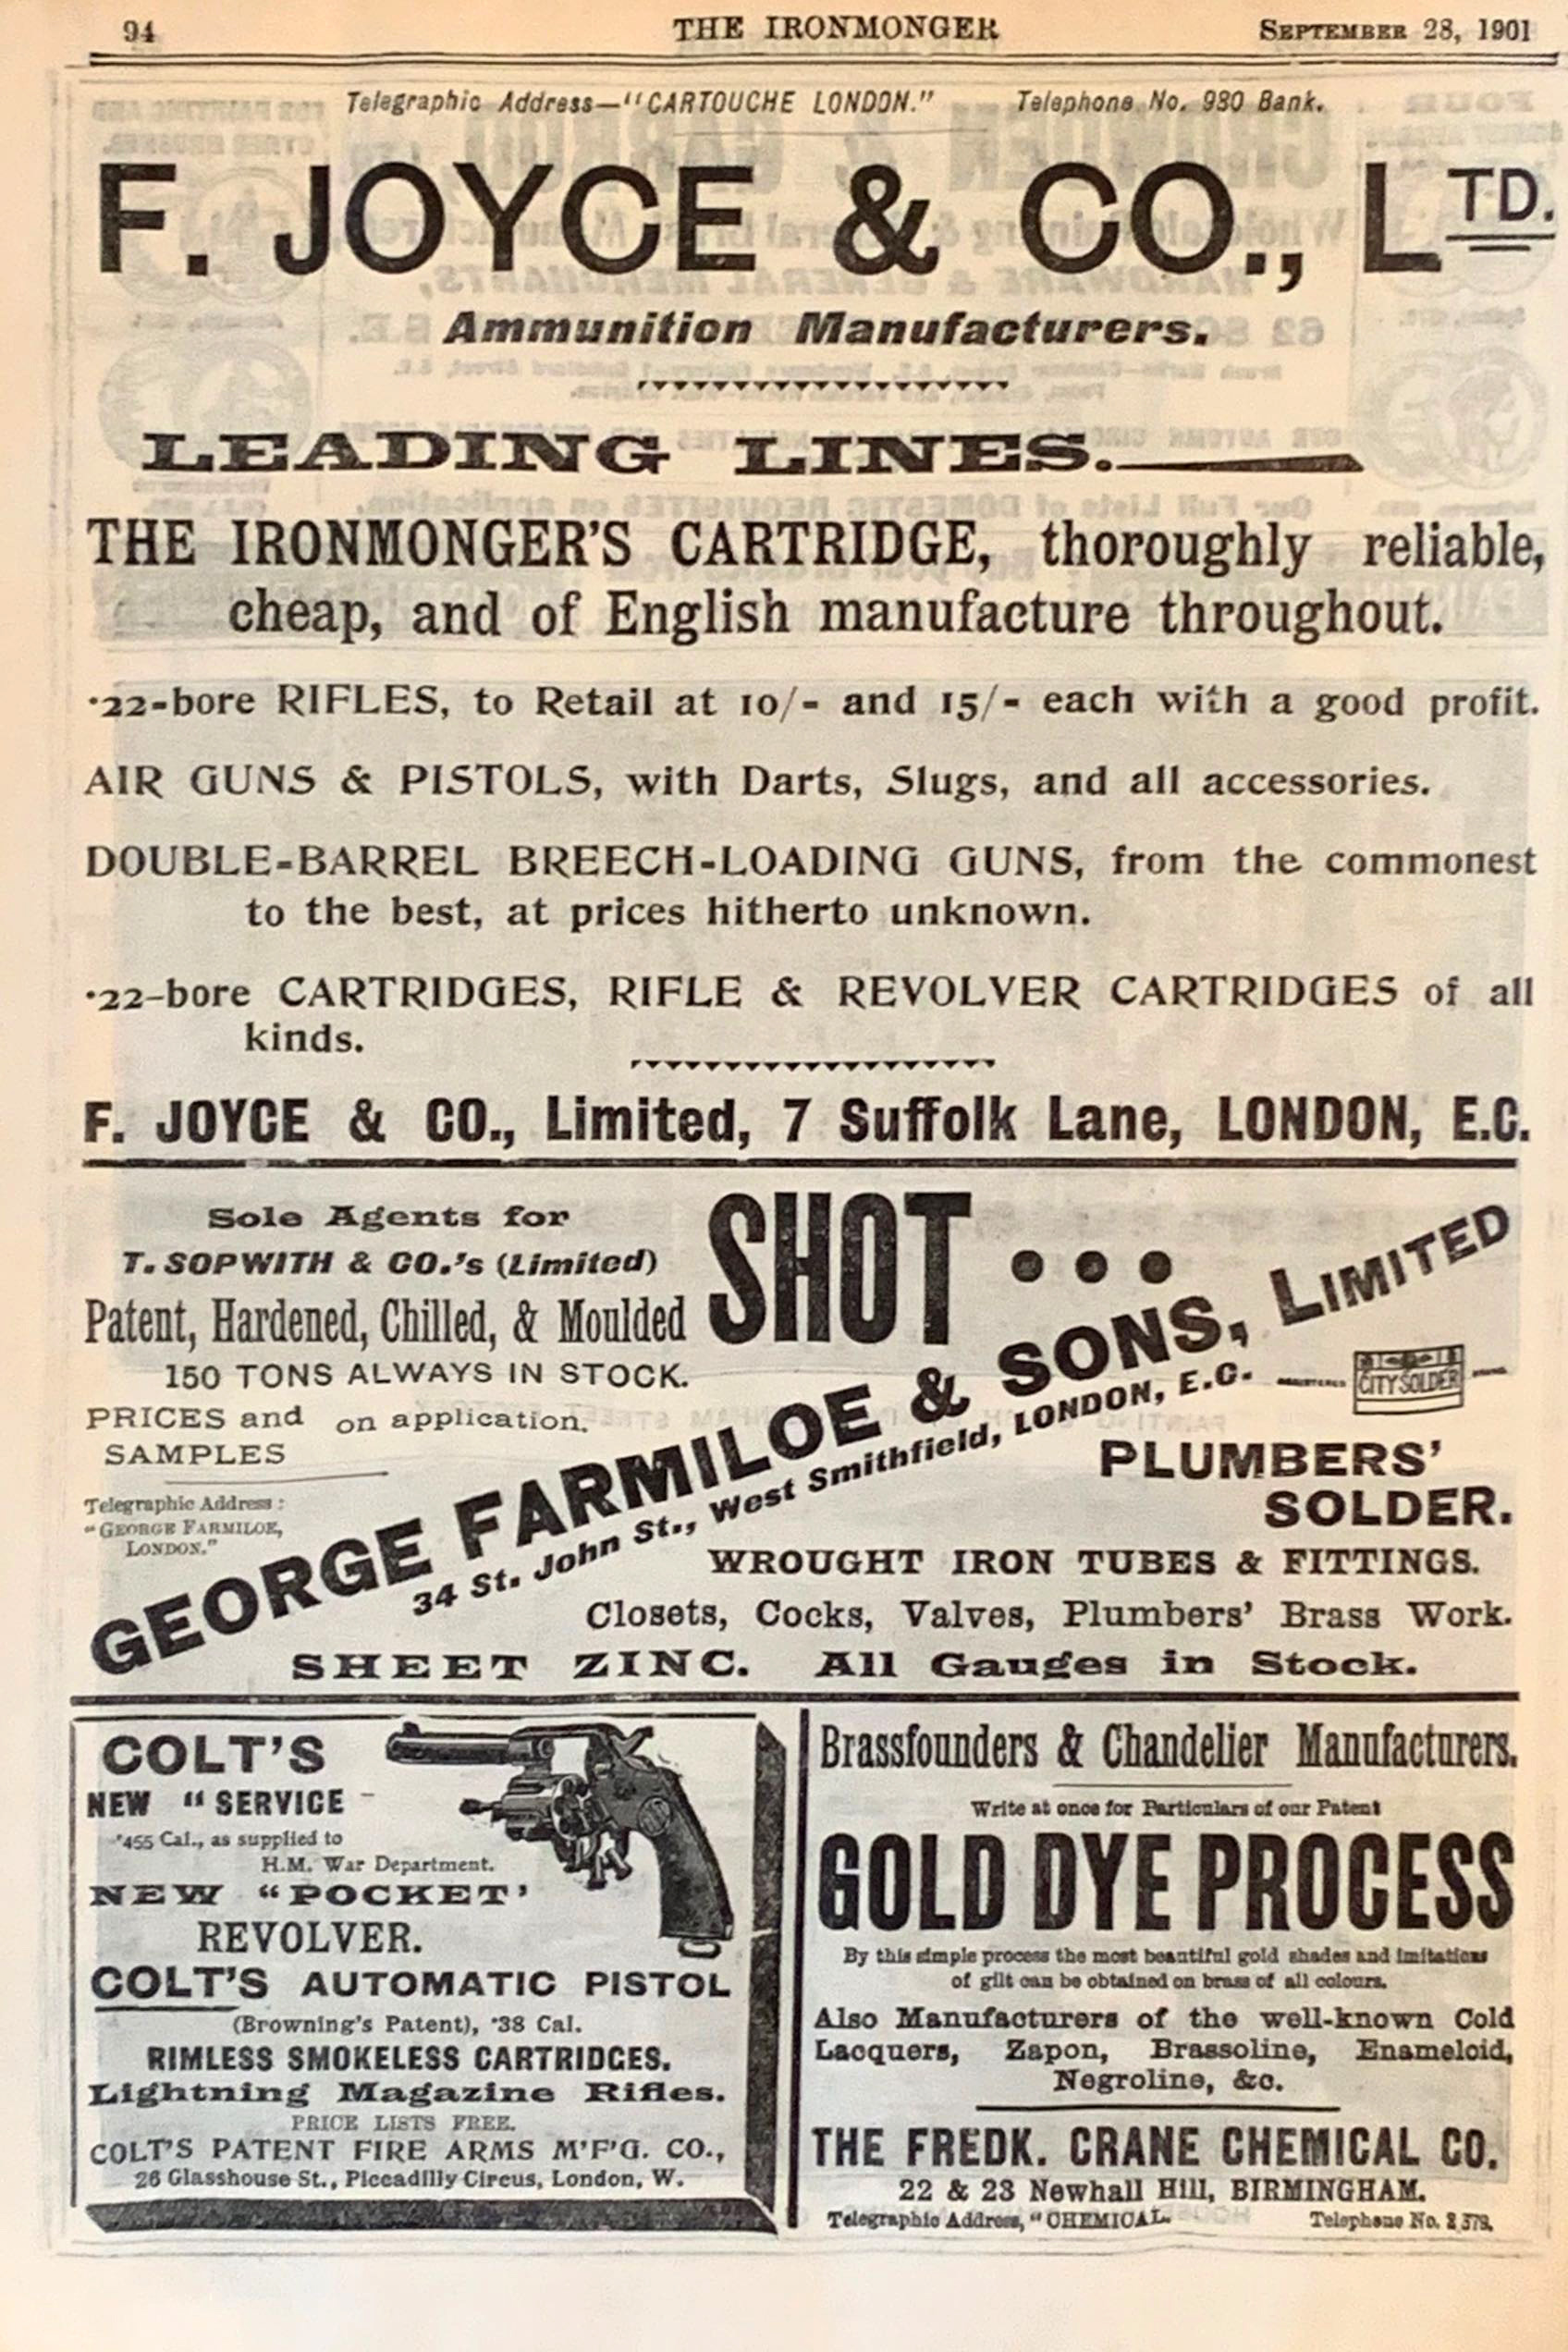 94 THE IRONMONGER SEPTEMBER 28, 1901
Telegraphic Address—"CARTOUCHE LONDON." Telephone No. 930 Bank.
F. JOYCE & CO., LTD.
Ammunition Manufacturers.
LEADING LINES.
THE IRONMONGER'S CARTRIDGE, thoroughly reliable,
cheap, and of English manufacture throughout.
·22-bore RIFLES, to Retail at 10/- and 15/- each with a good profit.
AIR GUNS & PISTOLS, with Darts, Slugs, and all accessories.
DOUBLE-BARREL BREECH-LOADING GUNS, from the commonest
to the best, at prices hitherto unknown.
·22-bore CARTRIDGES, RIFLE & REVOLVER CARTRIDGES of all
kinds.
F. JOYCE & CO., Limited, 7 Suffolk Lane, LONDON, E.C.
Sole Agents for
T. SOPWITH & CO.'s (Limited)
Patent, Hardened, Chilled, & Moulded
SHOT ...
150 TONS ALWAYS IN STOCK.
PRICES and SAMPLES on application.
Telegraphic Address:
"GEORGE FARMILOE,
LONDON."
GEORGE FARMILOE & SONS, LIMITED
34 St. John St., West Smithfield, LONDON, E.C.
CITY SOLDER
PLUMBERS'
SOLDER.
WROUGHT IRON TUBES & FITTINGS.
Closets, Cocks, Valves, Plumbers' Brass Work.
SHEET ZINC. All Gauges in Stock.
COLT'S
NEW "SERVICE
·455 Cal., as supplied to
H.M. War Department.
NEW "POCKET'
REVOLVER.
COLT'S AUTOMATIC PISTOL
(Browning's Patent), ·38 Cal.
RIMLESS SMOKELESS CARTRIDGES.
Lightning Magazine Rifles.
PRICE LISTS FREE.
COLT'S PATENT FIRE ARMS M'F'G. CO.,
26 Glasshouse St., Piccadilly Circus, London, W.
Brassfounders & Chandelier Manufacturers.
Write at once for Particulars of our Patent
GOLD DYE PROCESS
By this simple process the most beautiful gold shades and imitations
of gilt can be obtained on brass of all colours.
Also Manufacturers of the well-known Cold
Lacquers, Zapon, Brassoline, Enameloid,
Negroline, &c.
THE FREDK. CRANE CHEMICAL CO.
22 & 23 Newhall Hill, BIRMINGHAM.
Telegraphic Address, "CHEMICAL. Telephone No.